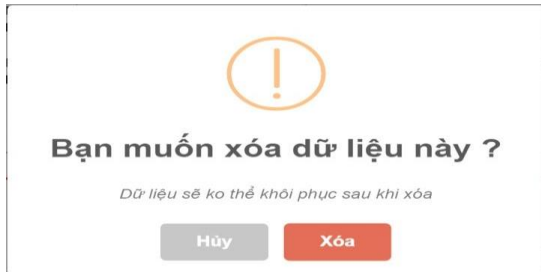 Bạn muốn xóa dữ liệu này ?
Dữ liệu sẽ ko thể khôi phục sau khi xóa
Hủy
Xóa